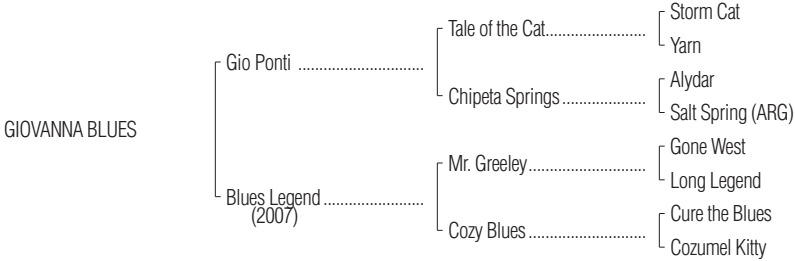 Storm Cat
Tale of the Cat
Yarn
Gio Ponti
Alydar
Chipeta Springs
Salt Spring (ARG)
GIOVANNA BLUES
Gone West
Mr. Greeley
Long Legend
Blues Legend
(2007)
Cure the Blues
Cozy Blues
Cozumel Kitty